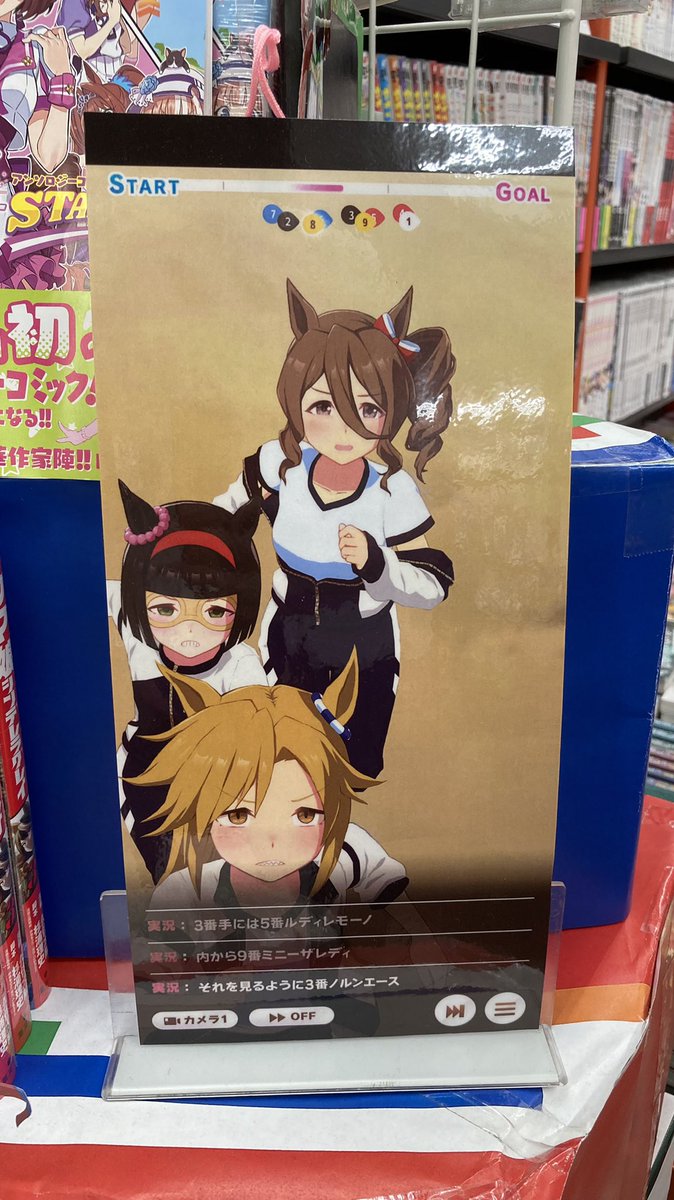 アンソロジーコ
STA
初
コミック!
になる!!
作家陣!!
START
GOAL
7 2 8 3 9 1
実況: 3番手には5番ルディレモーノ
実況: 内から9番ミニーザレディ
実況: それを見るように3番ノルンエース
カメラ1
OFF